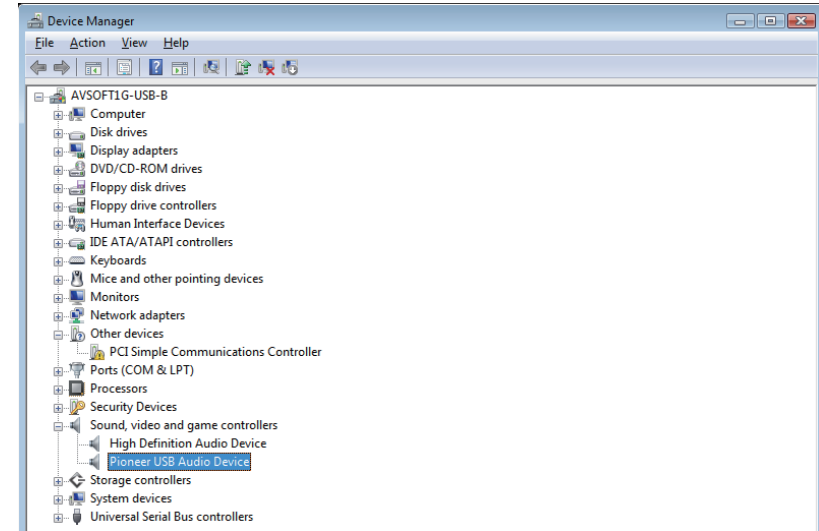 Device Manager
File Action View Help
AVSOFT1G-USB-B
Computer
Disk drives
Display adapters
DVD/CD-ROM drives
Floppy disk drives
Floppy drive controllers
Human Interface Devices
IDE ATA/ATAPI controllers
Keyboards
Mice and other pointing devices
Monitors
Network adapters
Other devices
PCI Simple Communications Controller
Ports (COM & LPT)
Processors
Security Devices
Sound, video and game controllers
High Definition Audio Device
Pioneer USB Audio Device
Storage controllers
System devices
Universal Serial Bus controllers